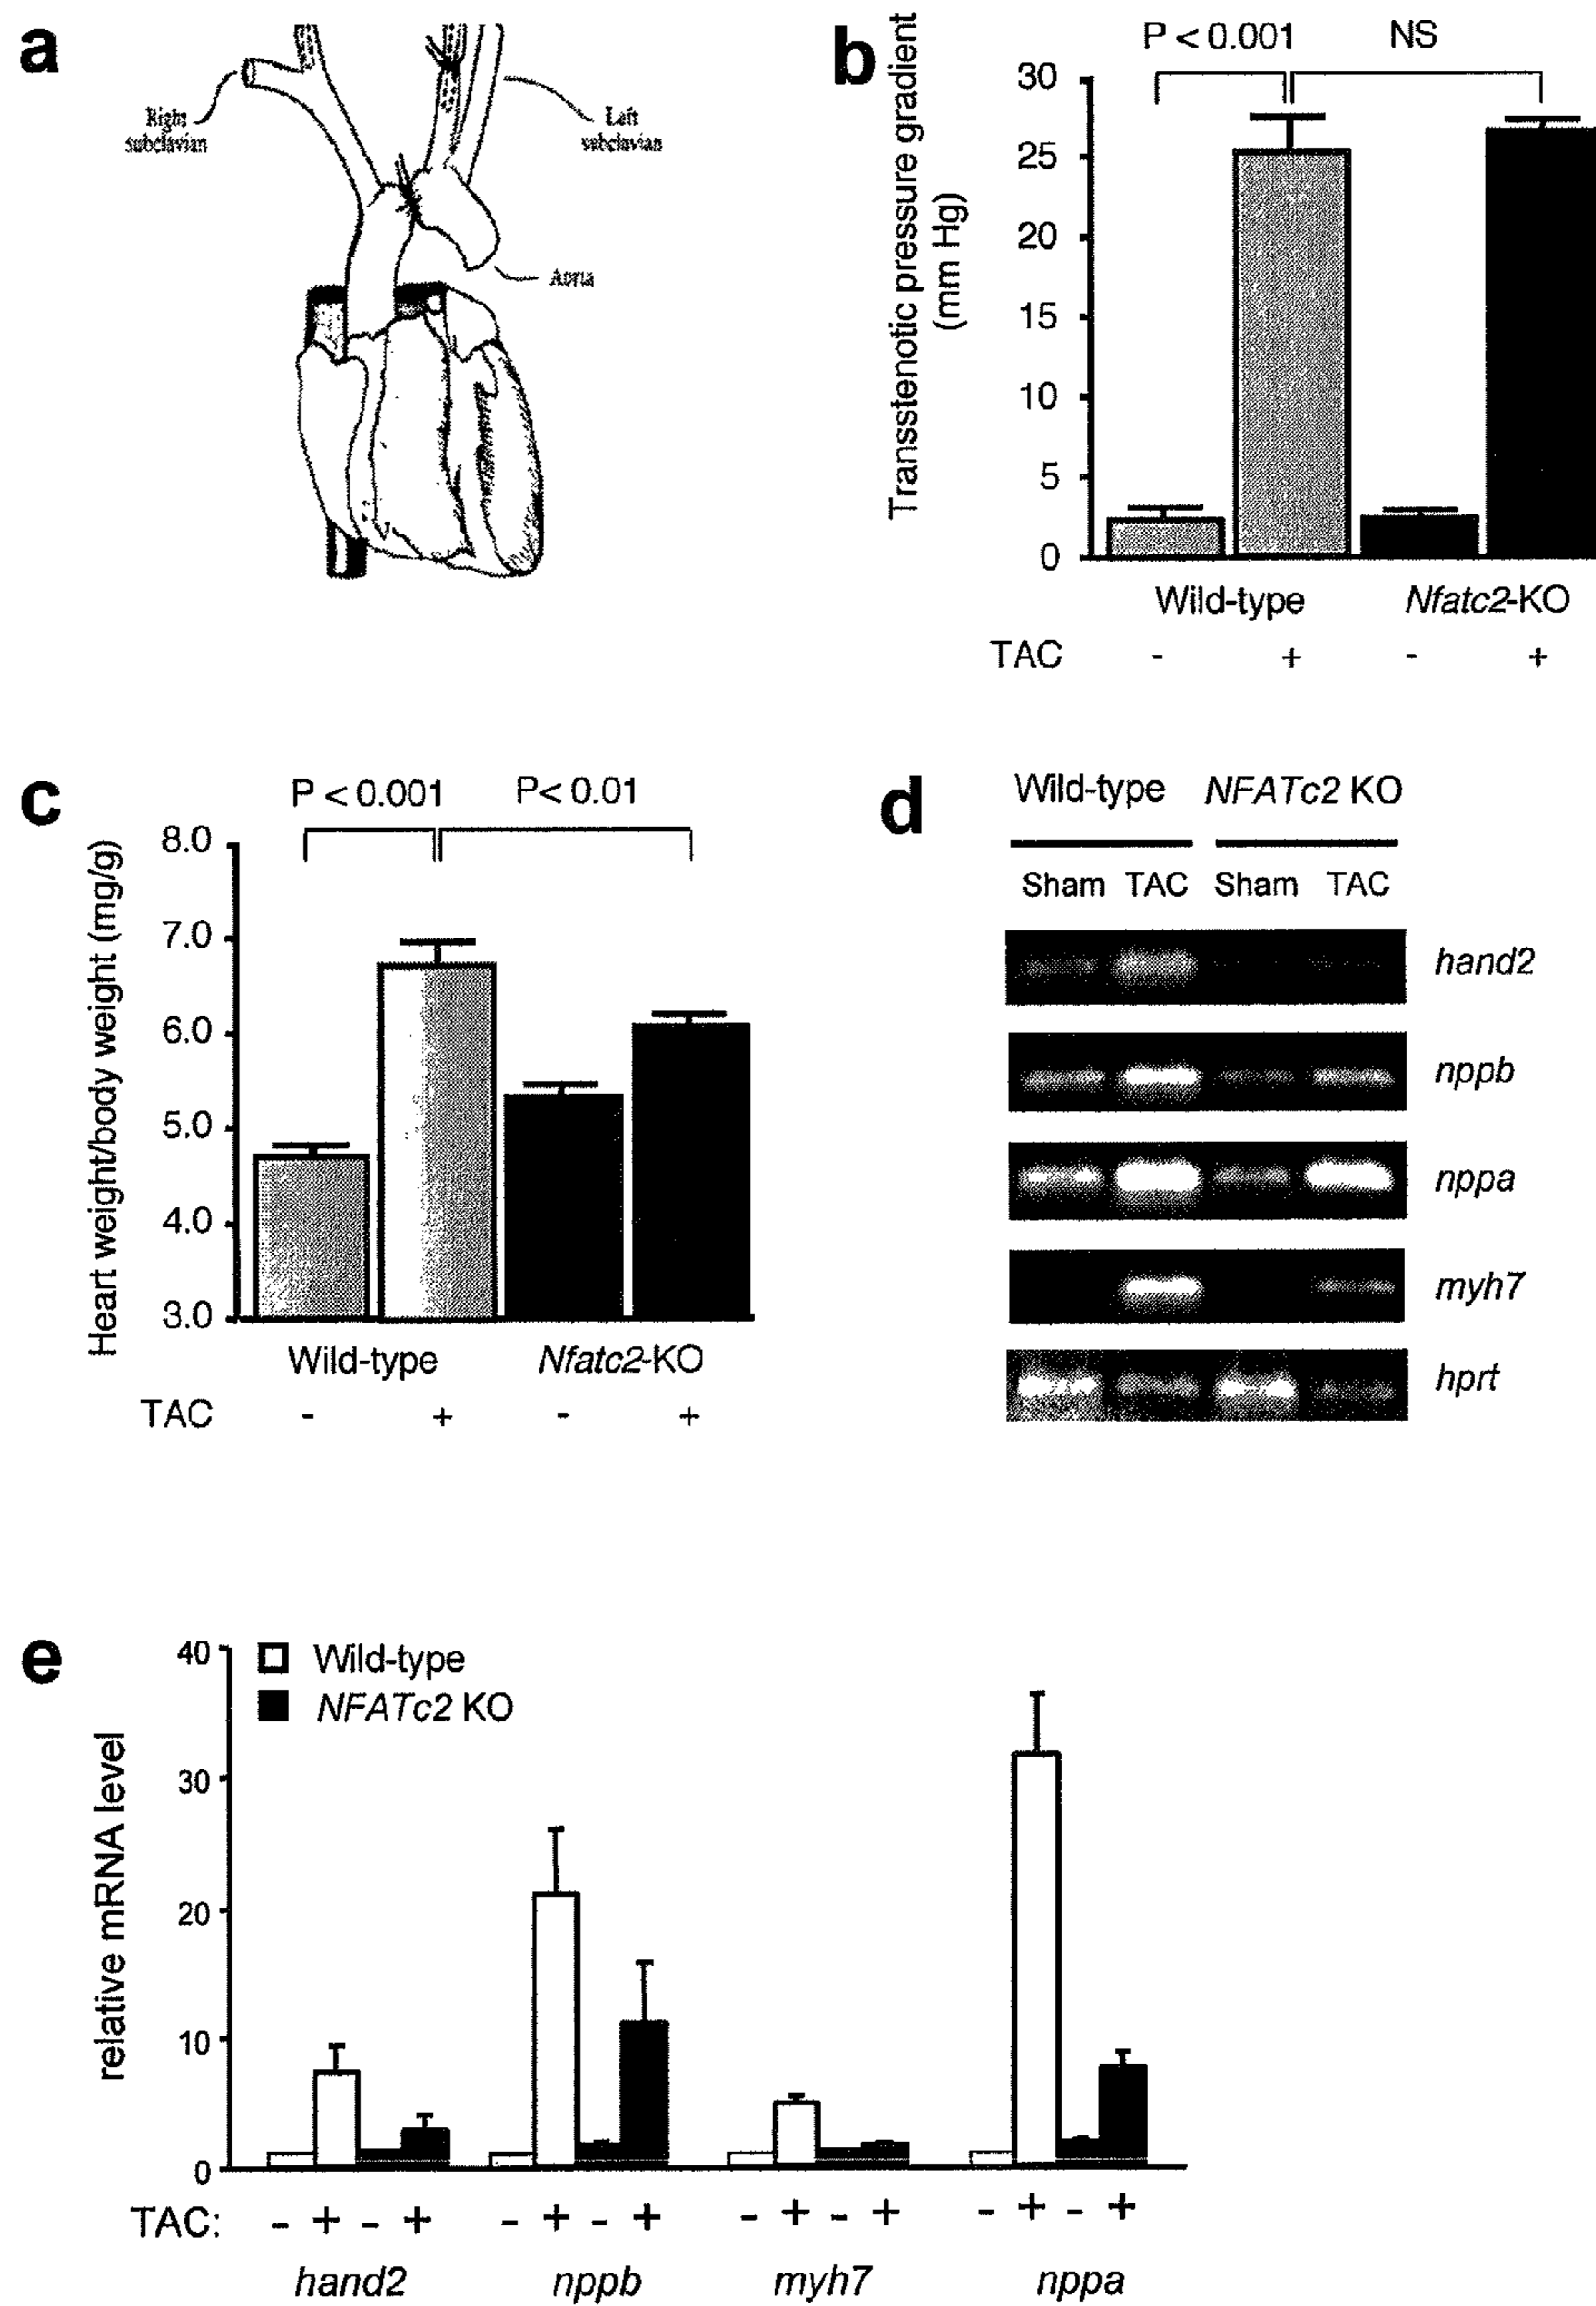 a
Right
subclavian
Left
subclavian
Aorta
b
P < 0.001
NS
Transstenotic pressure gradient
(mm Hg)
30
25
20
15
10
5
0
Wild-type
Nfatc2-KO
TAC - + - +
c
P < 0.001
P< 0.01
Heart weight/body weight (mg/g)
8.0
7.0
6.0
5.0
4.0
3.0
Wild-type
Nfatc2-KO
TAC - + - +
d
Wild-type NFATc2 KO
Sham TAC Sham TAC
hand2
nppb
nppa
myh7
hprt
e
Wild-type
NFATc2 KO
relative mRNA level
40
30
20
10
0
TAC: - + - + - + - + - + - + - + - +
hand2 nppb myh7 nppa